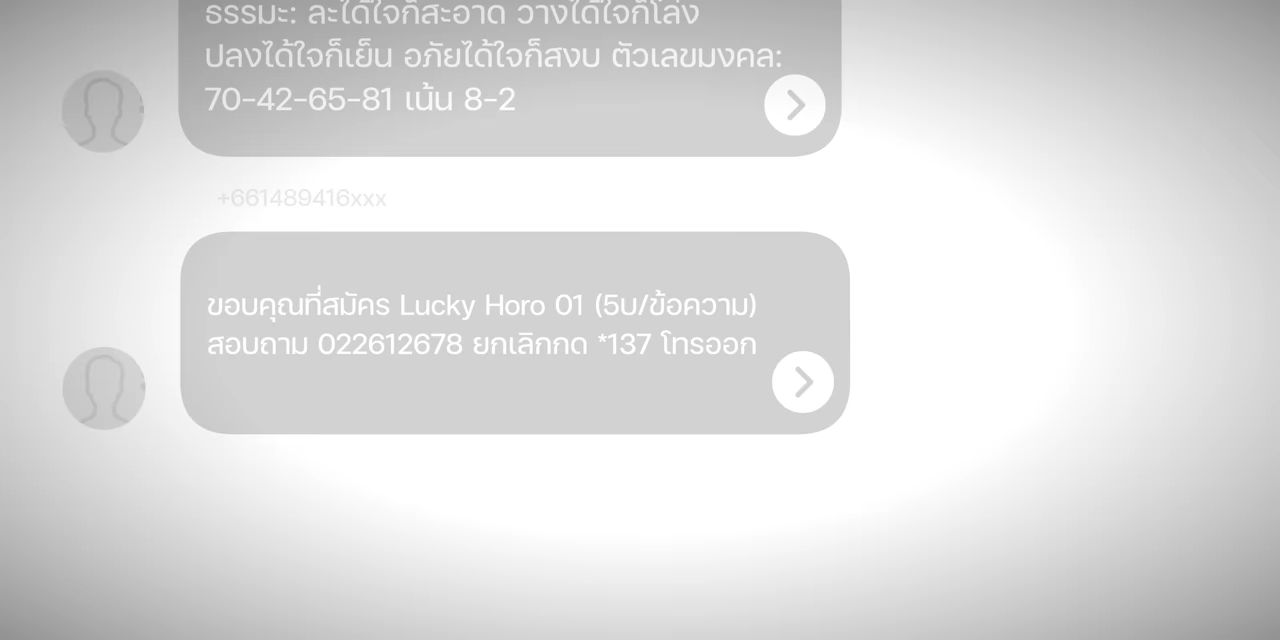 ธรรมะ: ละได้ใจก็สะอาด วางได้ใจก็โล่ง
ปลงได้ใจก็เย็น อภัยได้ใจก็สงบ ตัวเลขมงคล:
70-42-65-81 เน้น 8-2
+661489416xxx
ขอบคุณที่สมัคร Lucky Horo 01 (5บ/ข้อความ)
สอบถาม 022612678 ยกเลิกกด *137 โทรออก